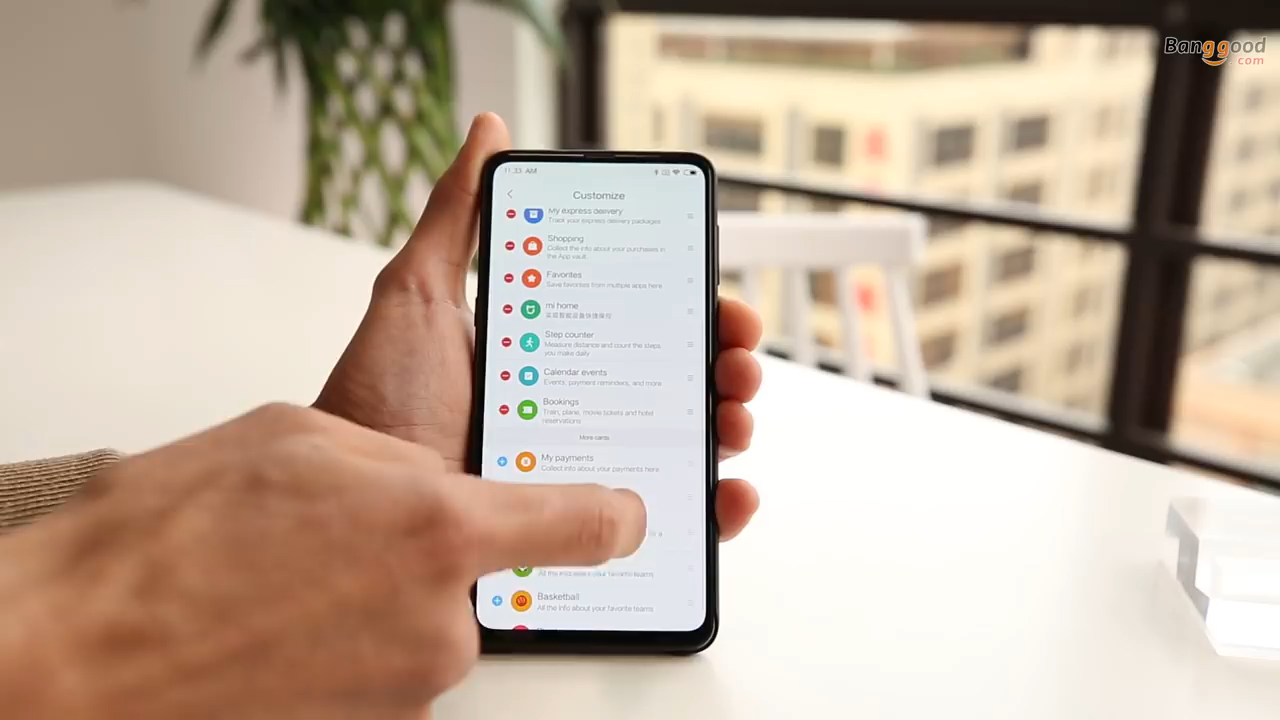 Banggood
.com
11:33 AM
Customize
My express delivery
Track your express delivery packages
Shopping
Collect the info about your purchases in
the App vault.
Favorites
Save favorites from multiple apps here
mi home
Step counter
Measure distance and count the steps
you make daily
Calendar events
Events, payment reminders, and more
Bookings
Train, plane, movie tickets and hotel
reservations
More cards
My payments
Collect info about your payments here
All the info about your favorite teams
Basketball
All the info about your favorite teams